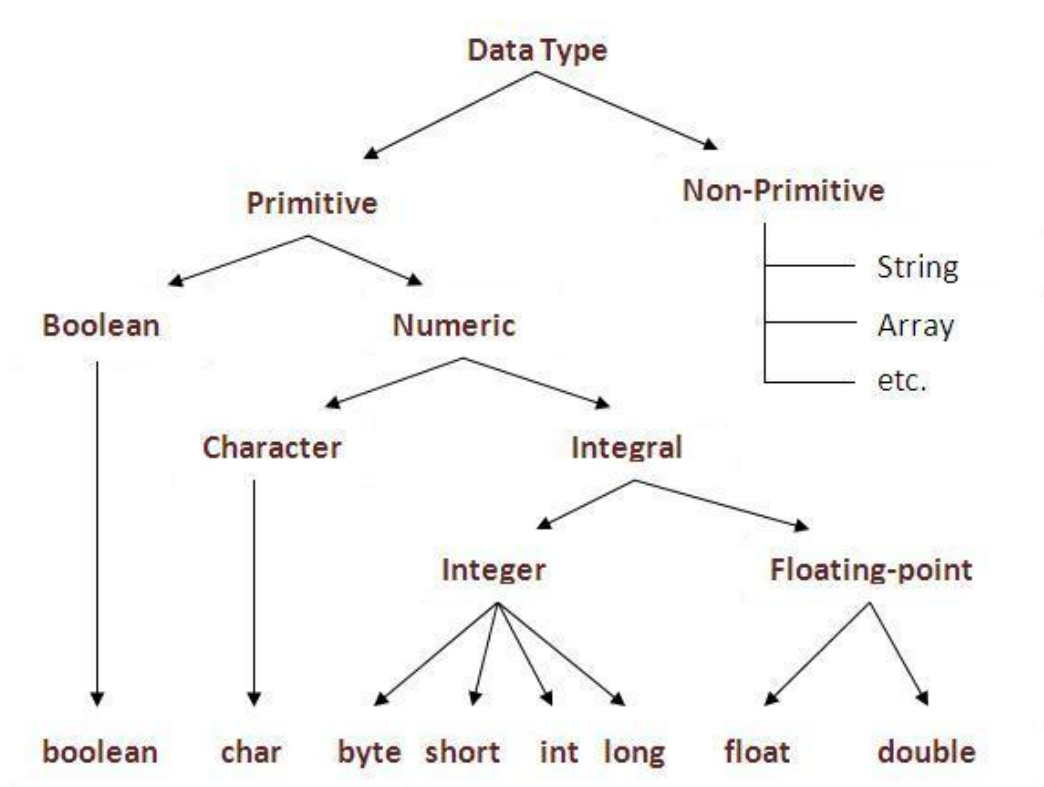 Data Type
Primitive
Non-Primitive
String
Array
etc.
Boolean
Numeric
Character
Integral
Integer
Floating-point
boolean
char
byte
short
int
long
float
double